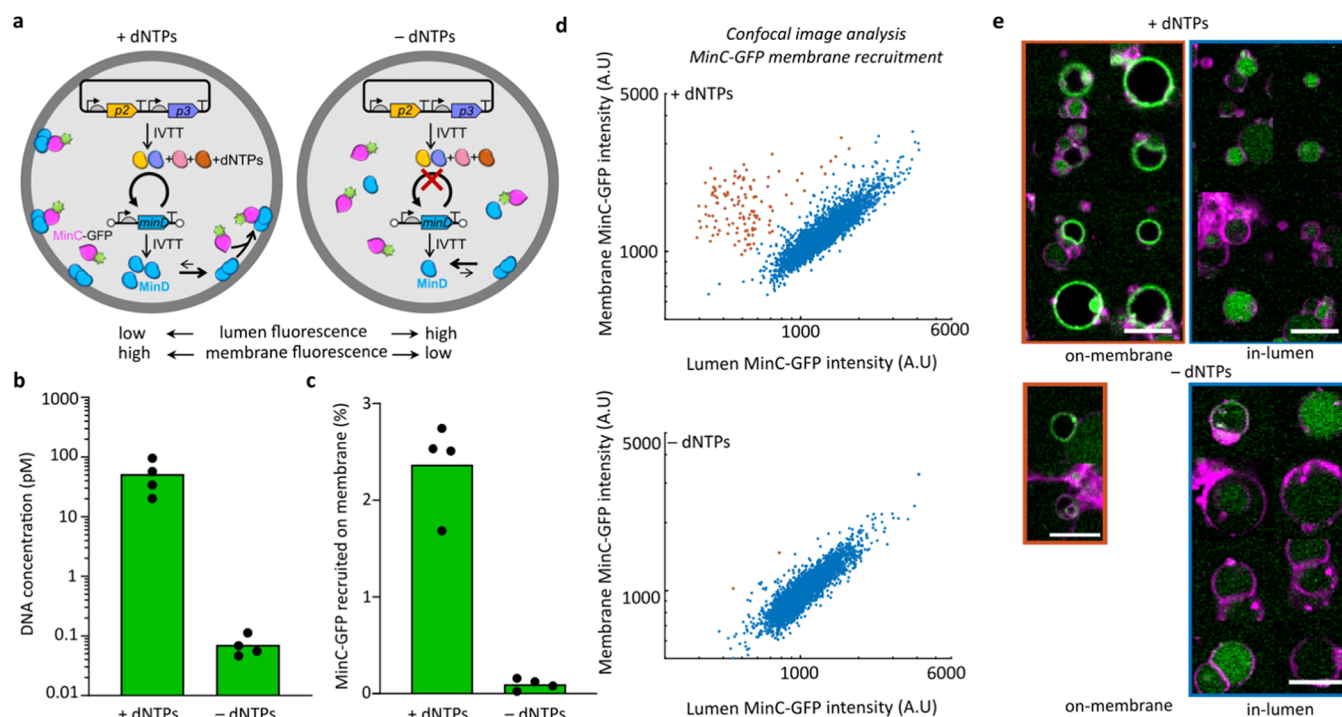 a
+ dNTPs
– dNTPs
p2
p3
IVTT
+dNTPs
minD
IVTT
MinC-GFP
MinD
p2
p3
IVTT
minD
IVTT
MinD
low
lumen fluorescence
high
high
membrane fluorescence
low
b
DNA concentration (pM)
1000
100
10
1
0.1
0.01
+ dNTPs
– dNTPs
c
MinC-GFP recruited on membrane (%)
3
2
1
0
+ dNTPs
– dNTPs
d
Confocal image analysis
MinC-GFP membrane recruitment
+ dNTPs
Membrane MinC-GFP intensity (A.U)
5000
1000
1000
6000
Lumen MinC-GFP intensity (A.U)
– dNTPs
Membrane MinC-GFP intensity (A.U)
5000
1000
1000
6000
Lumen MinC-GFP intensity (A.U)
e
+ dNTPs
on-membrane
in-lumen
– dNTPs
on-membrane
in-lumen